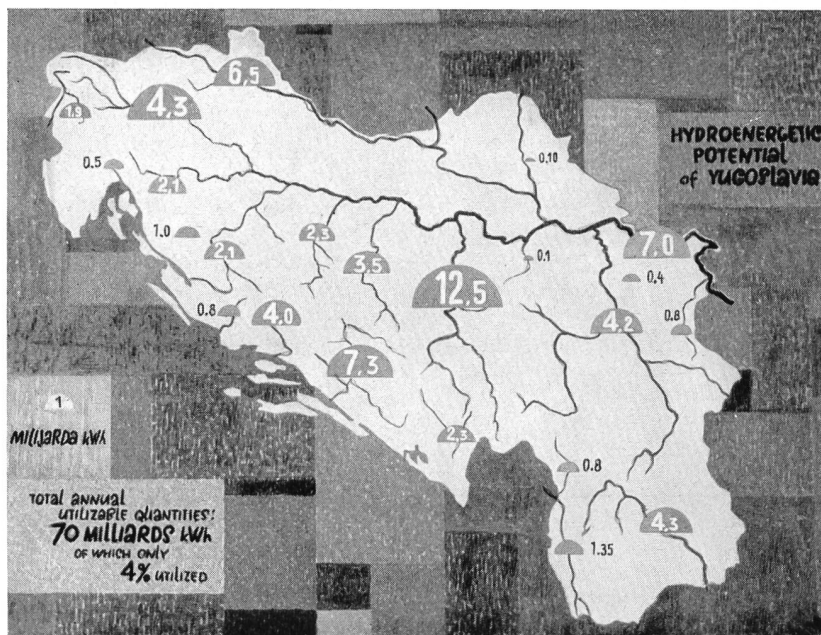 HYDROENERGETIC
POTENTIAL
of YUGOSLAVIA
6,5
4,3
1.9
0,10
0.5
2,1
1.0
2,1
2,3
3,5
12,5
0.1
7,0
0.4
0.8
4,2
0.8
4,0
7,3
2,3
0.8
4,3
1.35
1
MILIJARDA kWh
TOTAL ANNUAL
UTILIZABLE QUANTITIES:
70 MILLIARDS kWh
OF WHICH ONLY
4% UTILIZED